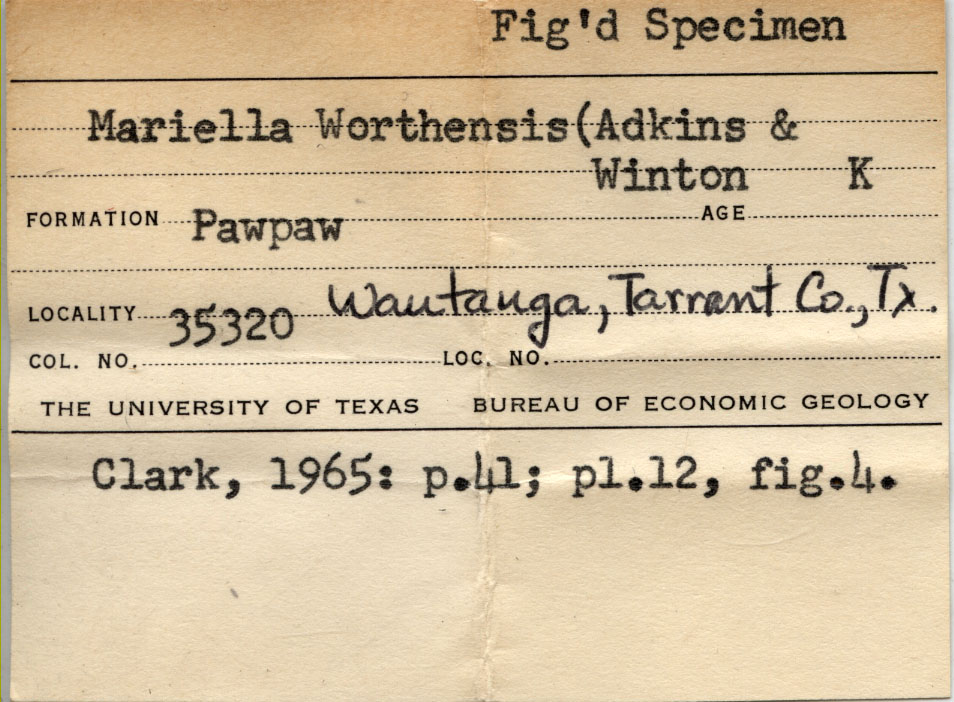 Fig'd Specimen
Mariella Worthensis(Adkins &
Winton K
FORMATION Pawpaw AGE
LOCALITY 35320 Wautauga, Tarrant Co., Tx.
COL. NO. LOC. NO.
THE UNIVERSITY OF TEXAS BUREAU OF ECONOMIC GEOLOGY
Clark, 1965: p.41; pl.12, fig.4.